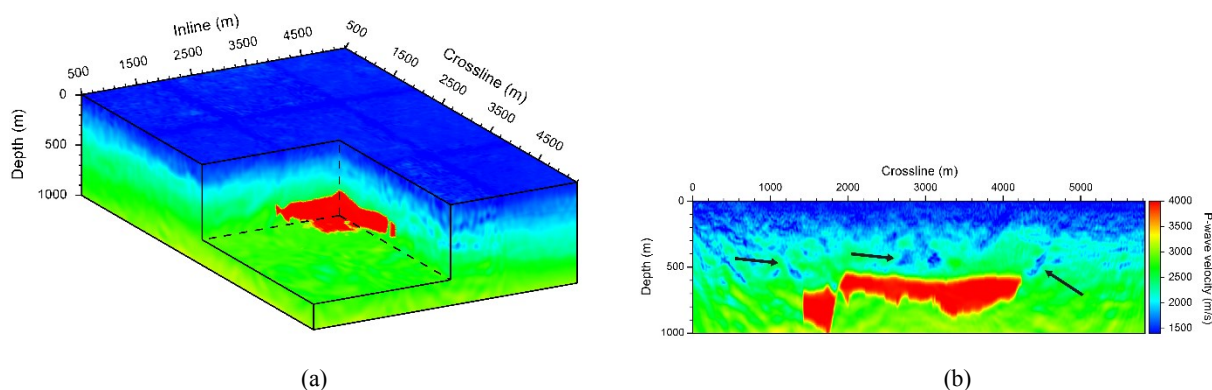 Inline (m)
500 1500 2500 3500 4500
Crossline (m)
500 1500 2500 3500 4500
Depth (m)
0
500
1000
(a)
Crossline (m)
0 1000 2000 3000 4000 5000
Depth (m)
0
500
1000
4000
3500
3000
2500
2000
1500
P-wave velocity (m/s)
(b)